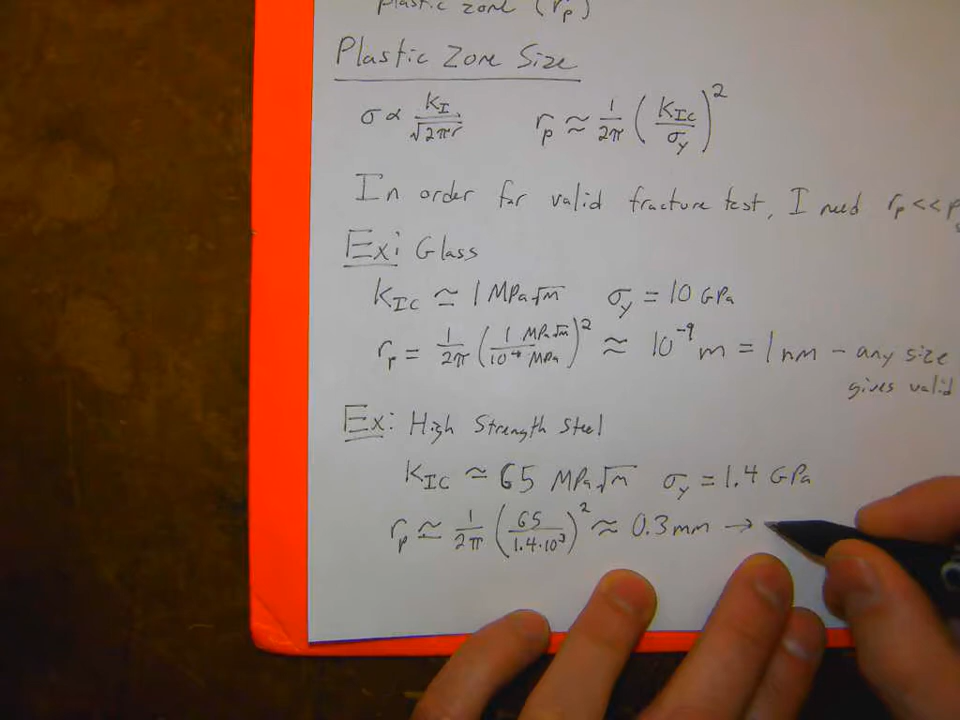 plastic zone (rp)
Plastic Zone Size
σ ∝ K_I / √(2πr)   r_p ≈ 1/2π (K_Ic / σ_y)²
In order for valid fracture test, I need r_p <<
Ex: Glass
K_IC ≃ 1 MPa√m   σ_y = 10 GPa
r_p = 1/2π (1 MPa√m / 10⁴ MPa)² ≈ 10⁻⁹ m = 1 nm - any size
gives valid
Ex: High Strength Steel
K_IC ≃ 65 MPa√m   σ_y = 1.4 GPa
r_p ≃ 1/2π (65 / 1.4·10³)² ≈ 0.3 mm →